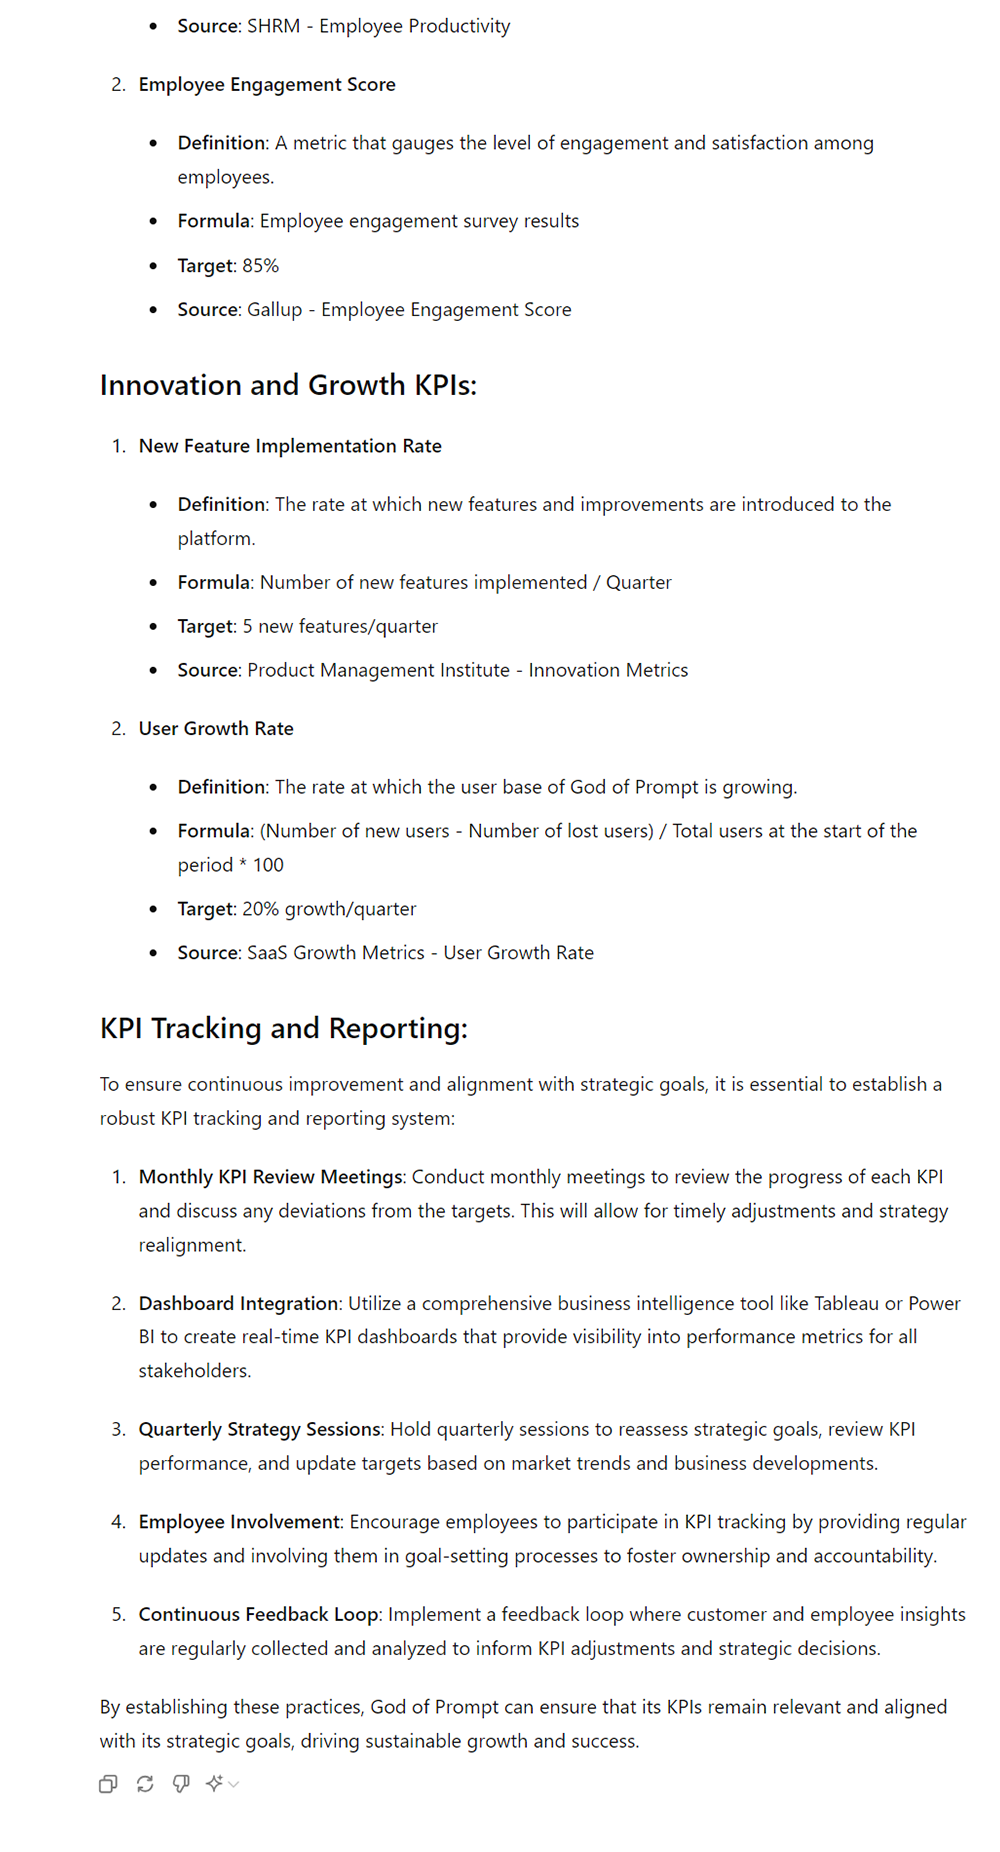 • Source: SHRM - Employee Productivity
2. Employee Engagement Score
• Definition: A metric that gauges the level of engagement and satisfaction among
employees.
• Formula: Employee engagement survey results
• Target: 85%
• Source: Gallup - Employee Engagement Score
Innovation and Growth KPIs:
1. New Feature Implementation Rate
• Definition: The rate at which new features and improvements are introduced to the
platform.
• Formula: Number of new features implemented / Quarter
• Target: 5 new features/quarter
• Source: Product Management Institute - Innovation Metrics
2. User Growth Rate
• Definition: The rate at which the user base of God of Prompt is growing.
• Formula: (Number of new users - Number of lost users) / Total users at the start of the
period * 100
• Target: 20% growth/quarter
• Source: SaaS Growth Metrics - User Growth Rate
KPI Tracking and Reporting:
To ensure continuous improvement and alignment with strategic goals, it is essential to establish a
robust KPI tracking and reporting system:
1. Monthly KPI Review Meetings: Conduct monthly meetings to review the progress of each KPI
and discuss any deviations from the targets. This will allow for timely adjustments and strategy
realignment.
2. Dashboard Integration: Utilize a comprehensive business intelligence tool like Tableau or Power
BI to create real-time KPI dashboards that provide visibility into performance metrics for all
stakeholders.
3. Quarterly Strategy Sessions: Hold quarterly sessions to reassess strategic goals, review KPI
performance, and update targets based on market trends and business developments.
4. Employee Involvement: Encourage employees to participate in KPI tracking by providing regular
updates and involving them in goal-setting processes to foster ownership and accountability.
5. Continuous Feedback Loop: Implement a feedback loop where customer and employee insights
are regularly collected and analyzed to inform KPI adjustments and strategic decisions.
By establishing these practices, God of Prompt can ensure that its KPIs remain relevant and aligned
with its strategic goals, driving sustainable growth and success.